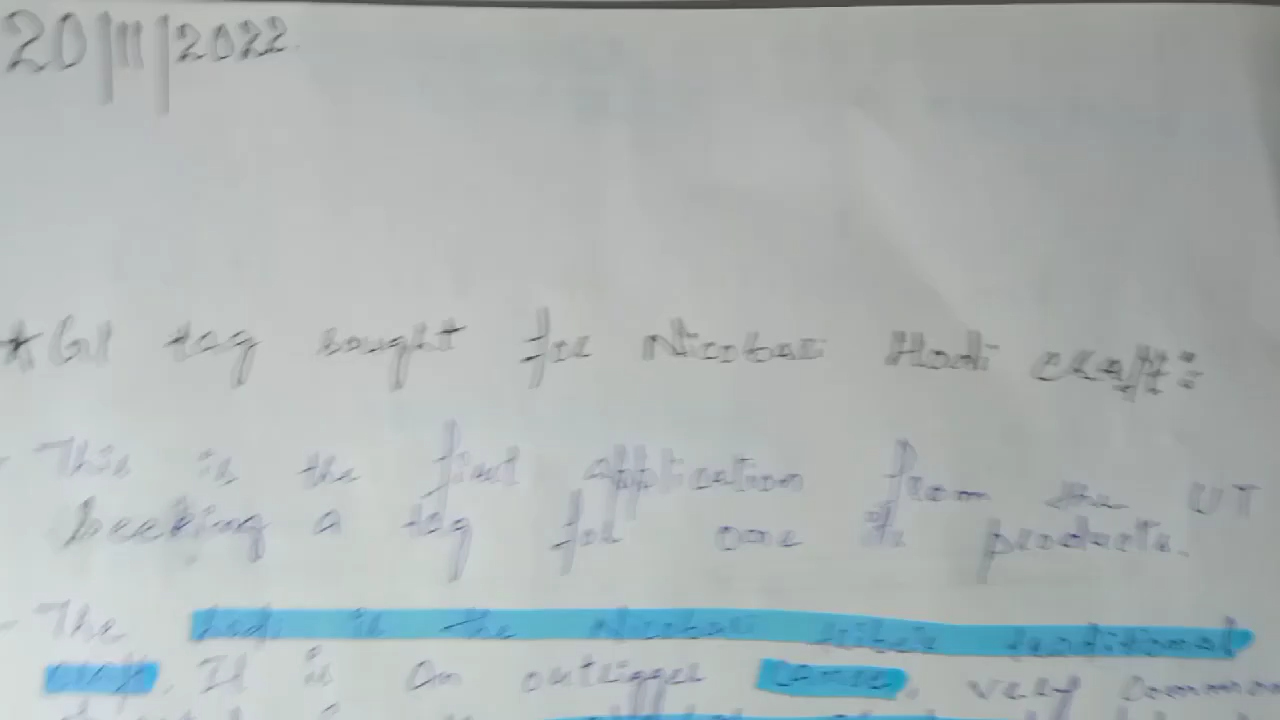 20/11/2022
* GI tag sought for Nicobar Hodi craft:
- This is the first application from the UT
seeking a tag for one its products.
- The hodi is the Nicobari tribe's traditional
craft. It is an outrigger canoe, very common